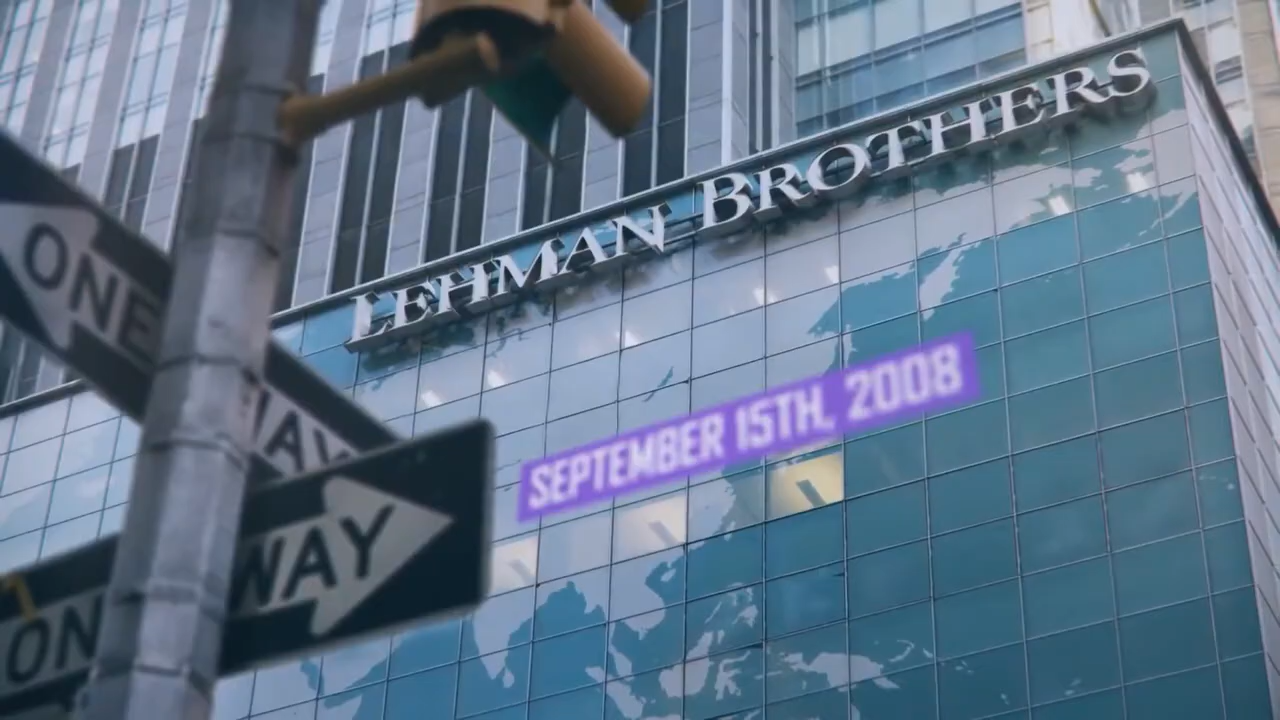 LEHMAN BROTHERS
ONE
WAY
SEPTEMBER 15TH, 2008
WAY
ON